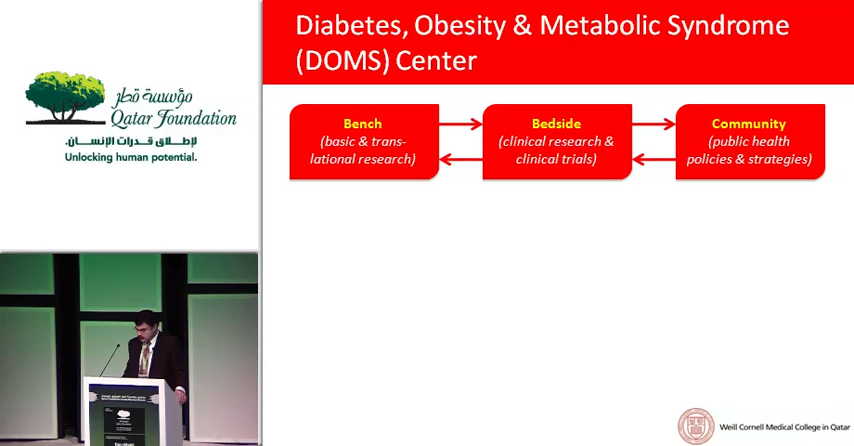 Diabetes, Obesity & Metabolic Syndrome
(DOMS) Center
مؤسسة قطر
Qatar Foundation
لإطلاق قدرات الإنسان.
Unlocking human potential.
Bench
(basic & trans-
lational research)
Bedside
(clinical research &
clinical trials)
Community
(public health
policies & strategies)
Weill Cornell Medical College in Qatar